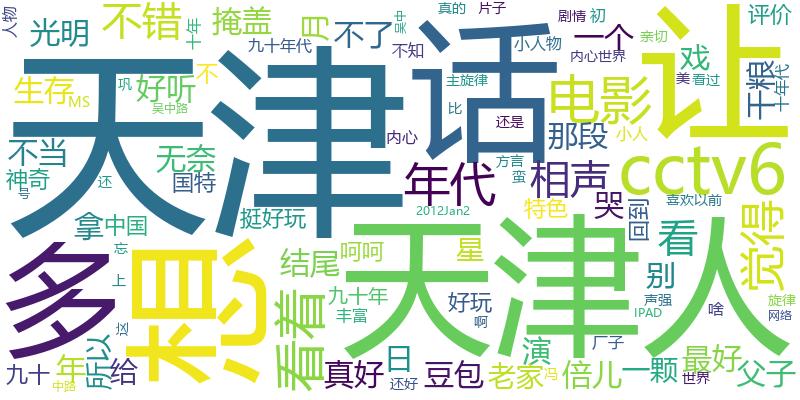 人物
光明
不错
十年
掩盖
月
九十年代
不了
不知
片子
真的
小人物
剧情
初
一个
亲切
评价
吴中
戏
美
看过
十年代
干粮
内心世界
主旋律
生存
MS
巩
好听
不
吴中路
天津
话
电影
让
比
内心
还是
小人
不当
无奈
那段
神奇
还
国特
号
年代
方言
蛮
相声
cctv6
拿
中国
挺好玩
2012Jan2
特色
哭
回到
喜欢以前
看
觉得
多
忘
上
想
呵呵
星
天津人
结尾
别
声强
旋律
IPAD
啥
网络
这
看着
九十年
丰富
好玩
啊
厂子
所以
九十
年
中路
给
真好
日
还好
豆包
演
老家
冯
倍儿
一颗
世界
最好
父子